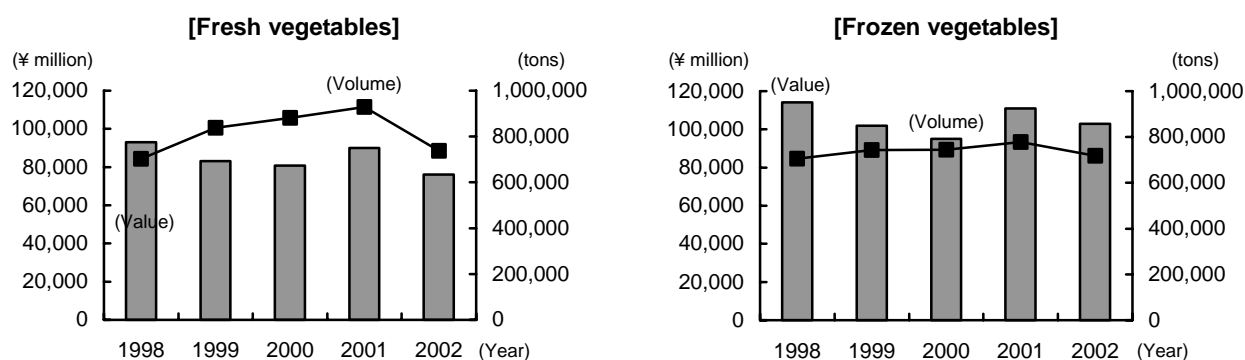 [Fresh vegetables]
(¥ million)
(tons)
120,000
100,000
80,000
60,000
40,000
20,000
0
1,000,000
800,000
600,000
400,000
200,000
0
(Volume)
(Value)
1998 1999 2000 2001 2002 (Year)
[Frozen vegetables]
(¥ million)
(tons)
120,000
100,000
80,000
60,000
40,000
20,000
0
1,000,000
800,000
600,000
400,000
200,000
0
(Value)
(Volume)
1998 1999 2000 2001 2002 (Year)